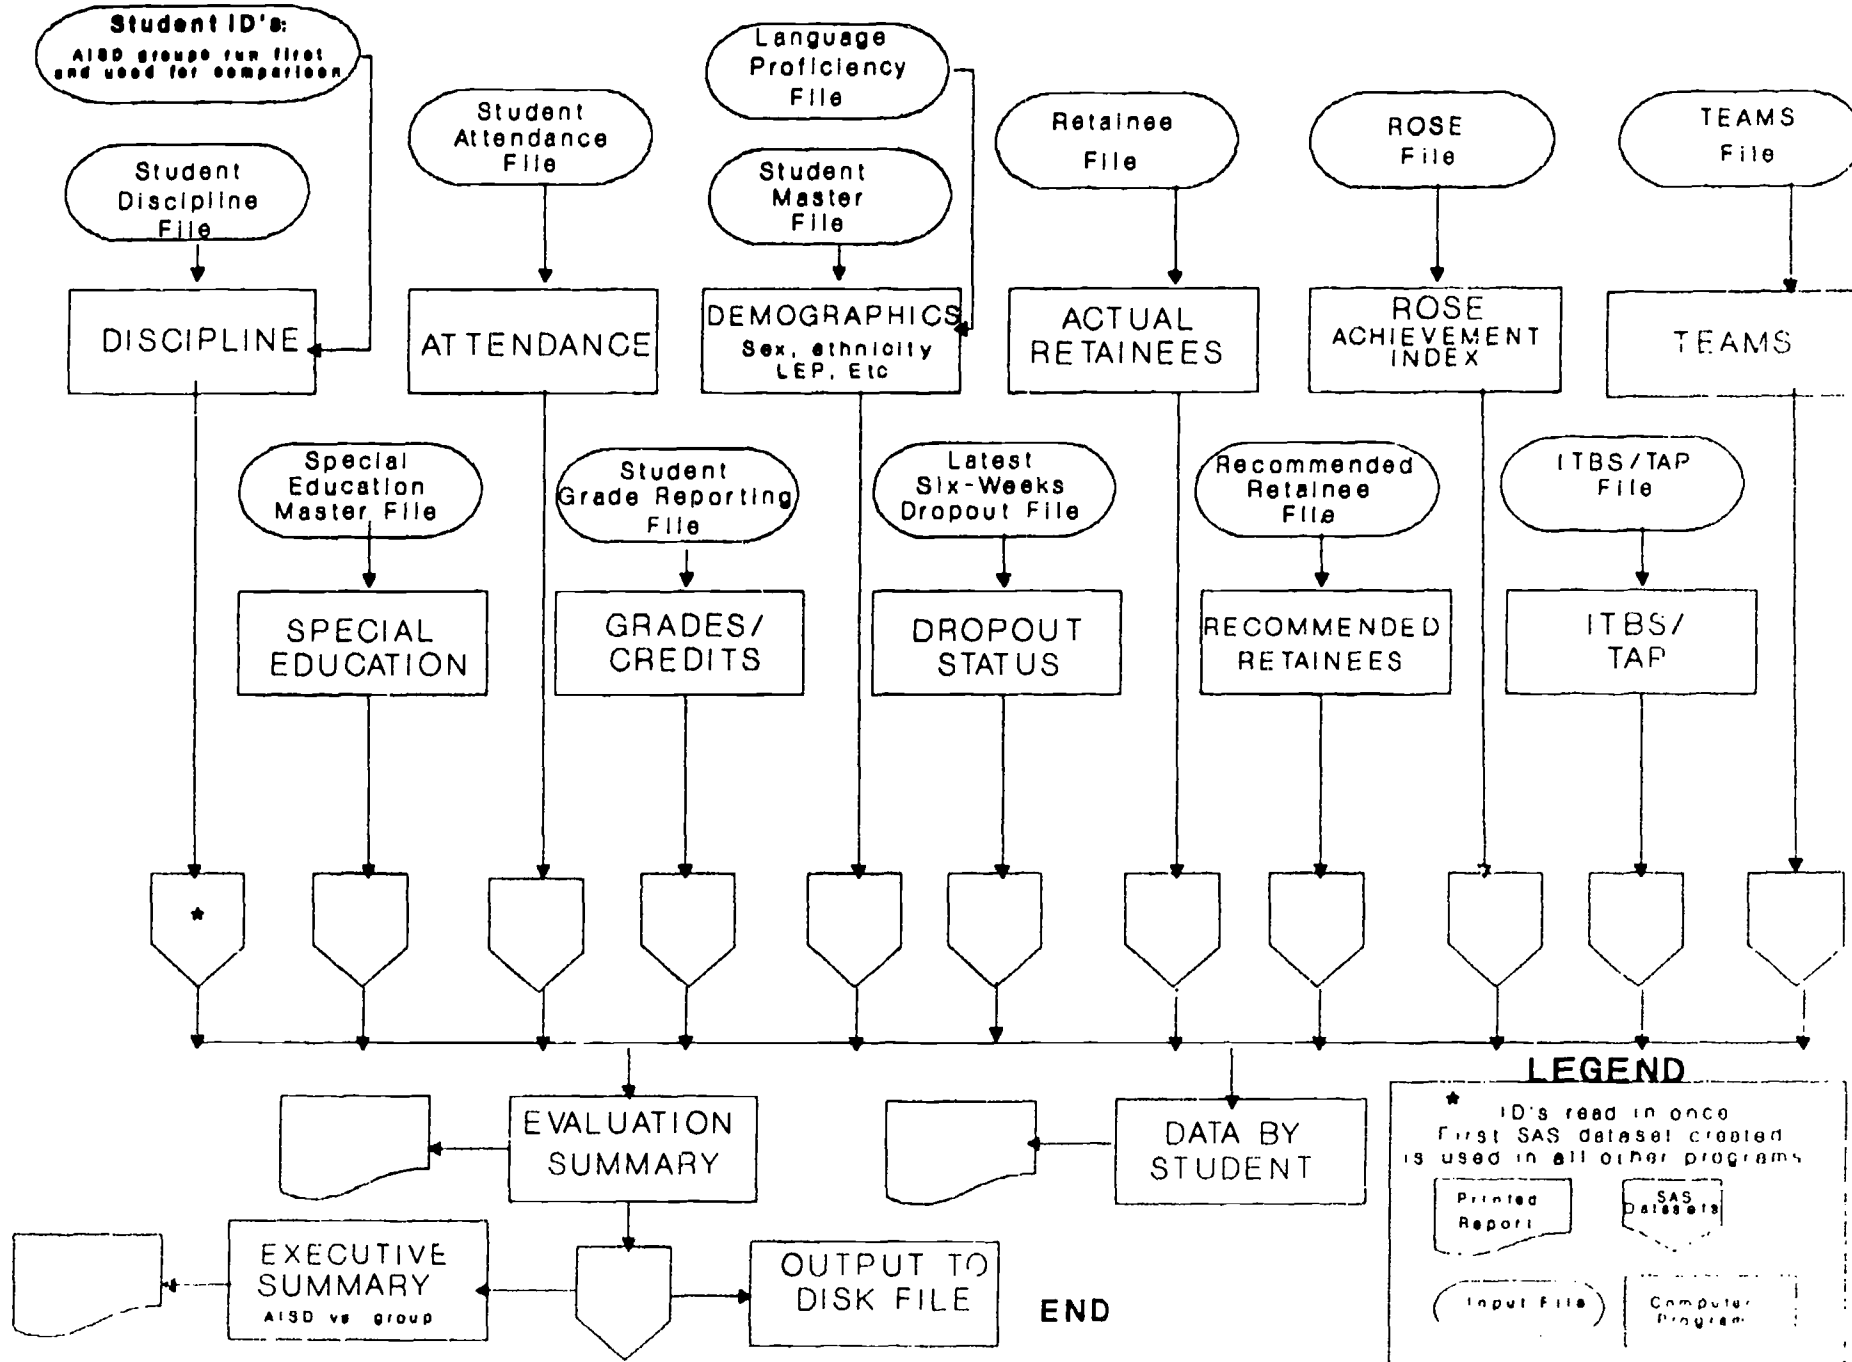 Student ID's:
AISD groups run first
and used for comparison
Student
Discipline
File
Student
Attendance
File
Language
Proficiency
File
Student
Master
File
Retainee
File
ROSE
File
TEAMS
File
DISCIPLINE
ATTENDANCE
DEMOGRAPHICS
Sex, ethnicity
LEP, Etc
ACTUAL
RETAINEES
ROSE
ACHIEVEMENT
INDEX
TEAMS
Special
Education
Master File
Student
Grade Reporting
File
Latest
Six-Weeks
Dropout File
Recommended
Retainee
File
ITBS/TAP
File
SPECIAL
EDUCATION
GRADES/
CREDITS
DROPOUT
STATUS
RECOMMENDED
RETAINEES
ITBS/
TAP
*
EVALUATION
SUMMARY
DATA BY
STUDENT
EXECUTIVE
SUMMARY
AISD vs group
OUTPUT TO
DISK FILE
END
LEGEND
*
ID's read in once
First SAS dataset created
is used in all other programs
Printed
Report
SAS
Datasets
Input File
Computer
Program